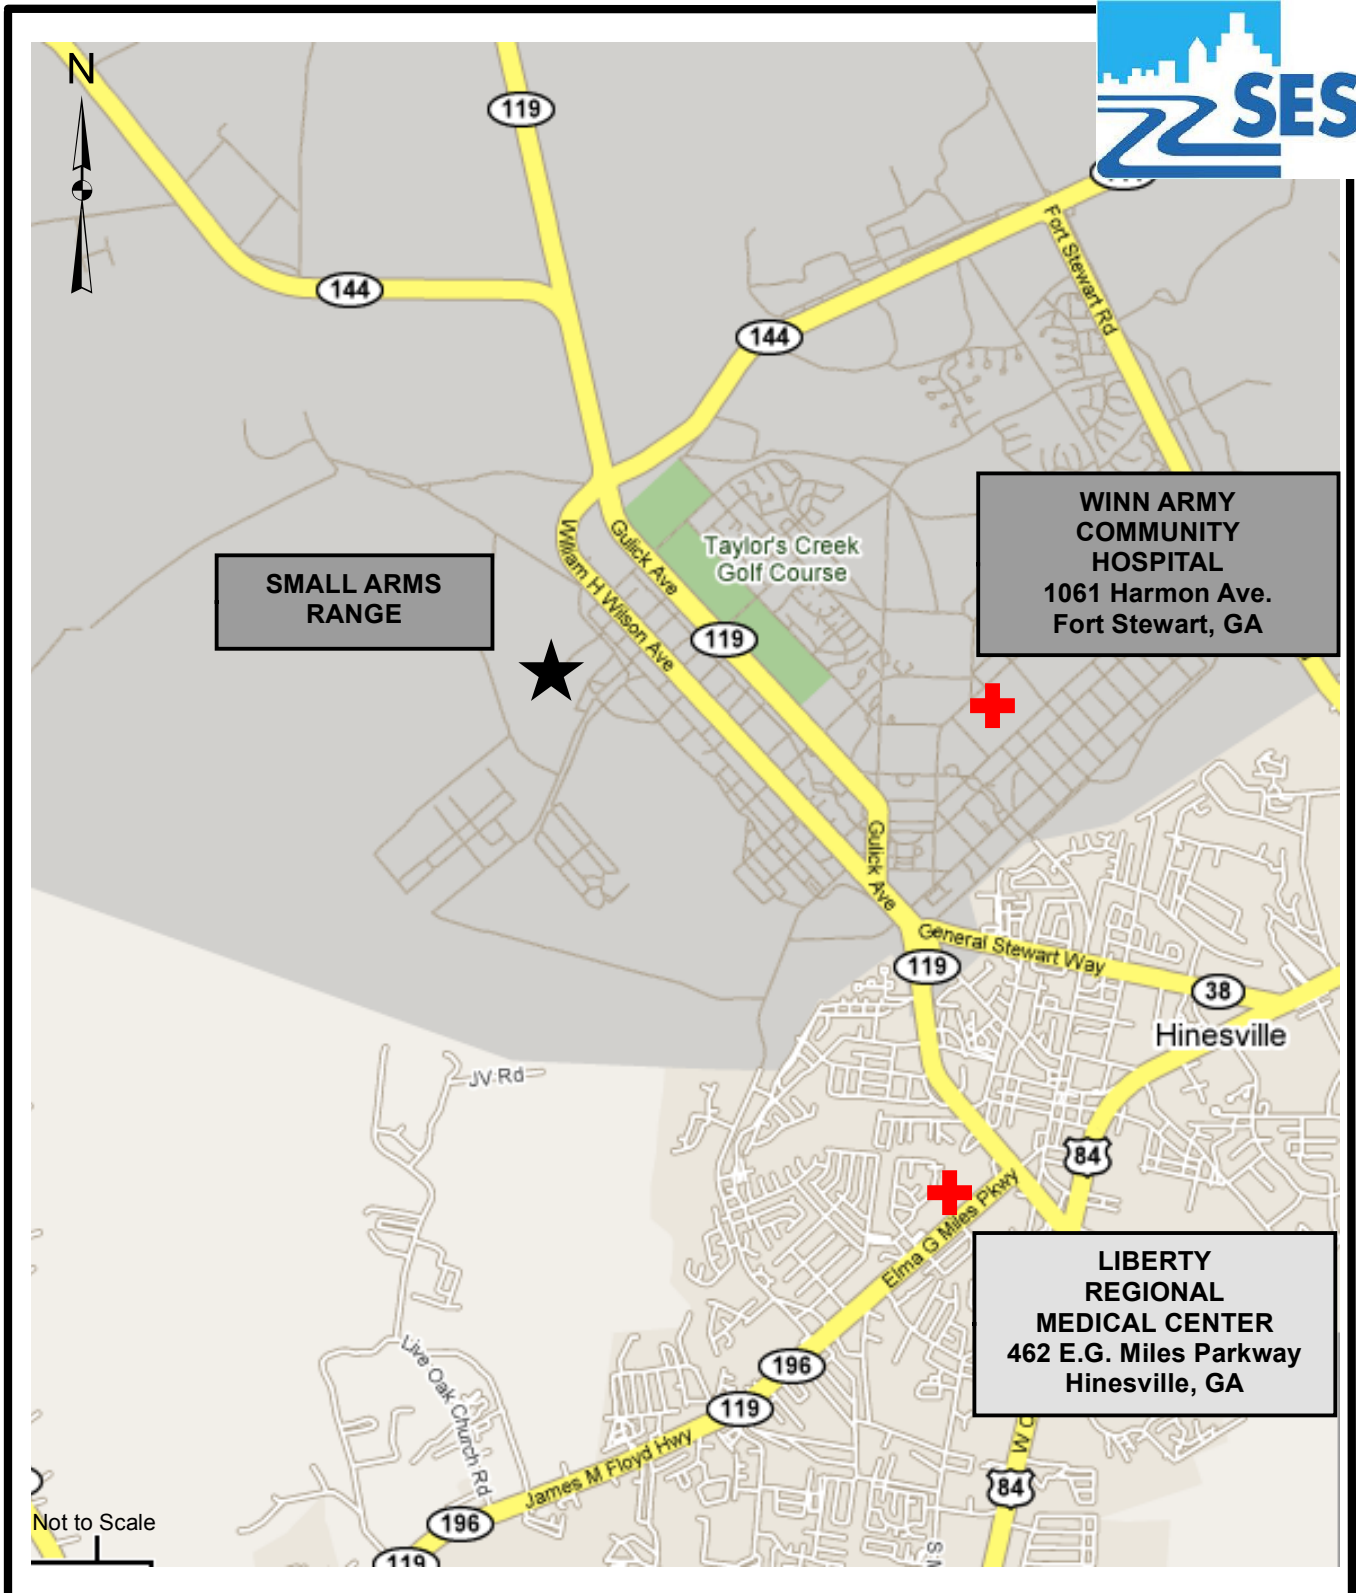 N
SES
119
144
144
Fort Stewart Rd
WINN ARMY
COMMUNITY
HOSPITAL
1061 Harmon Ave.
Fort Stewart, GA
Taylor's Creek
Golf Course
Gulick Ave
William H Wilson Ave
SMALL ARMS
RANGE
119
Gulick Ave
General Stewart Way
119
38
Hinesville
JV Rd
84
Elma G Miles Pkwy
LIBERTY
REGIONAL
MEDICAL CENTER
462 E.G. Miles Parkway
Hinesville, GA
Live Oak Church Rd
196
119
James M Floyd Hwy
84
196
Not to Scale
119